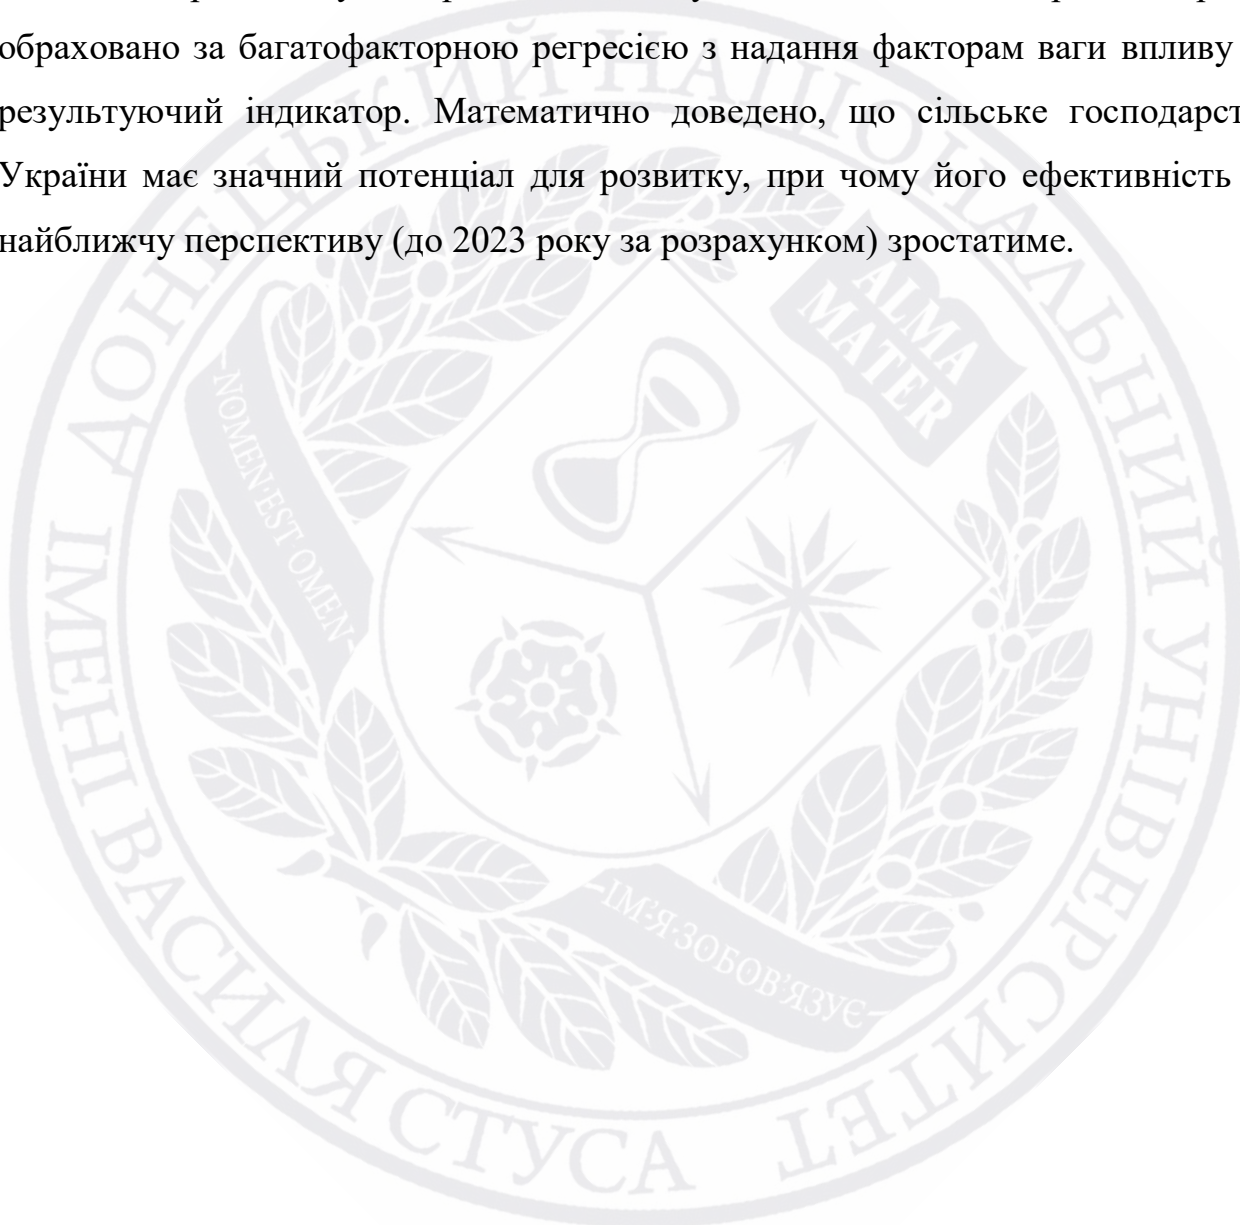 обраховано за багатофакторною регресією з надання факторам ваги впливу
результуючий індикатор. Математично доведено, що сільське господарст
України має значний потенціал для розвитку, при чому його ефективність
найближчу перспективу (до 2023 року за розрахунком) зростатиме.
ДОНЕЦЬКИЙ НАЦІОНАЛЬНИЙ УНІВЕРСИТЕТ
ІМЕНІ ВАСИЛЯ СТУСА
ALMA
MATER
NOMEN·EST OMEN
ІМ'Я·ЗОБОВ'ЯЗУЄ